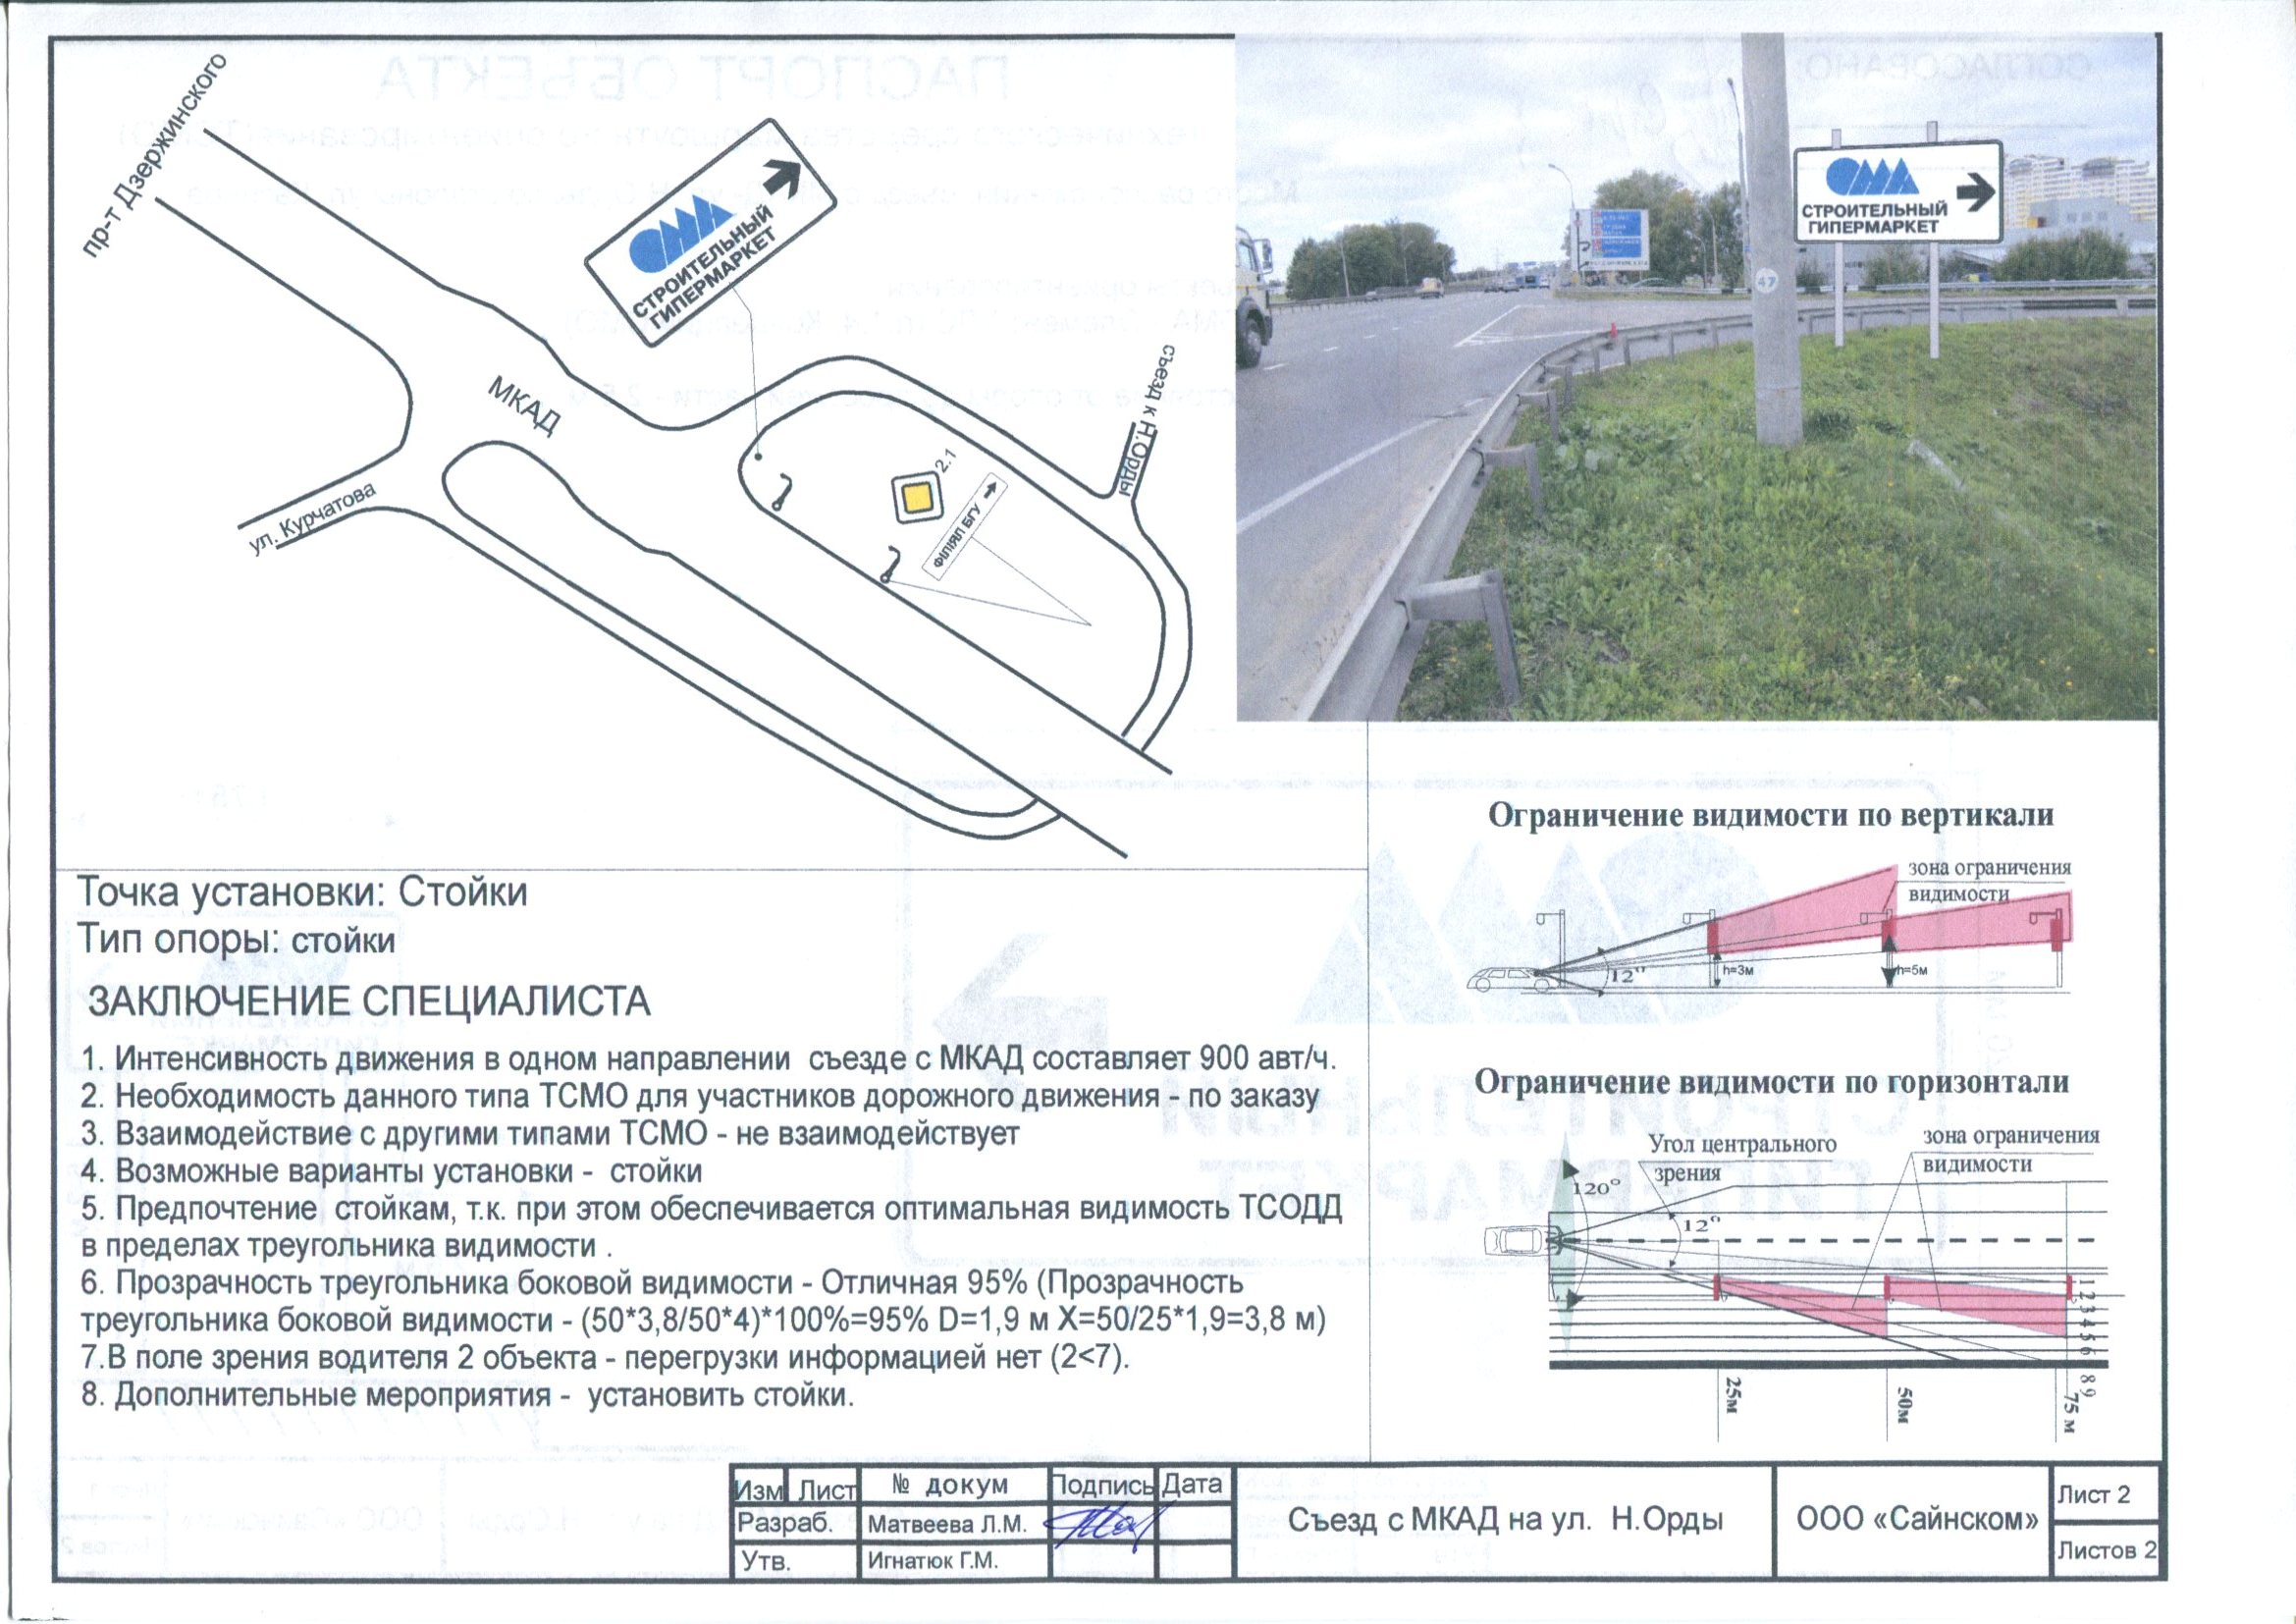 пр-т Дзержинского
ОМА
СТРОИТЕЛЬНЫЙ
ГИПЕРМАРКЕТ
МКАД
ул. Курчатова
съезд к Н.Орды
2.1
ФІЛІЯЛ БГУ
ОМА
СТРОИТЕЛЬНЫЙ
ГИПЕРМАРКЕТ
47
Точка установки: Стойки
Тип опоры: стойки
ЗАКЛЮЧЕНИЕ СПЕЦИАЛИСТА
1. Интенсивность движения в одном направлении съезде с МКАД составляет 900 авт/ч.
2. Необходимость данного типа ТСМО для участников дорожного движения - по заказу
3. Взаимодействие с другими типами ТСМО - не взаимодействует
4. Возможные варианты установки - стойки
5. Предпочтение стойкам, т.к. при этом обеспечивается оптимальная видимость ТСОДД
в пределах треугольника видимости .
6. Прозрачность треугольника боковой видимости - Отличная 95% (Прозрачность
треугольника боковой видимости - (50*3,8/50*4)*100%=95% D=1,9 м X=50/25*1,9=3,8 м)
7.В поле зрения водителя 2 объекта - перегрузки информацией нет (2<7).
8. Дополнительные мероприятия - установить стойки.
Ограничение видимости по вертикали
зона ограничения
видимости
12°
h=3м
h=5м
Ограничение видимости по горизонтали
Угол центрального
зрения
зона ограничения
видимости
120°
12°
1 2 3 4 5 6
8 9
25м
50м
75 м
Изм Лист № докум Подпись Дата
Разраб. Матвеева Л.М.
Утв. Игнатюк Г.М.
Съезд с МКАД на ул. Н.Орды
ООО «Сайнском»
Лист 2
Листов 2